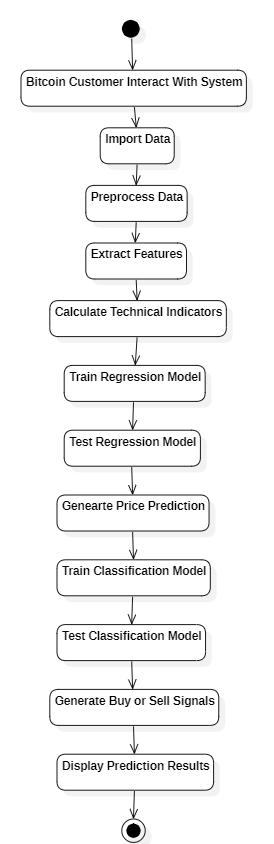 Bitcoin Customer Interact With System
Import Data
Preprocess Data
Extract Features
Calculate Technical Indicators
Train Regression Model
Test Regression Model
Genearte Price Prediction
Train Classification Model
Test Classification Model
Generate Buy or Sell Signals
Display Prediction Results